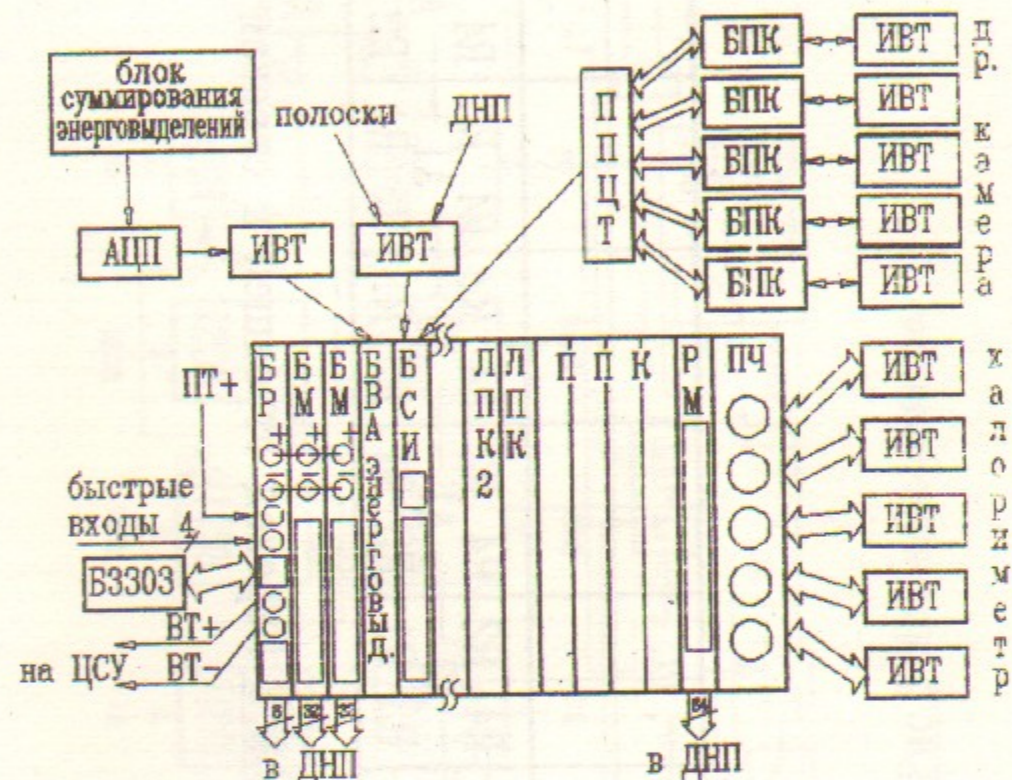 блок
суммирования
энерговыделений
полоски
ДНП
АЦП
ИВТ
ИВТ
ППЦТ
БПК
ИВТ
БПК
ИВТ
БПК
ИВТ
БПК
ИВТ
БПК
ИВТ
др. камера
ПТ+
быстрые
входы 4
Б3303
ВТ+
на ЦСУ ВТ-
БР
БМ
БМ
БВА энерговыд.
БСИ
ЛПК2
ЛПК
П П К
РМ
ПЧ
+ + +
- - -
ИВТ
ИВТ
ИВТ
ИВТ
ИВТ
калориметр
8
32
32
64
в ДНП
в ДНП